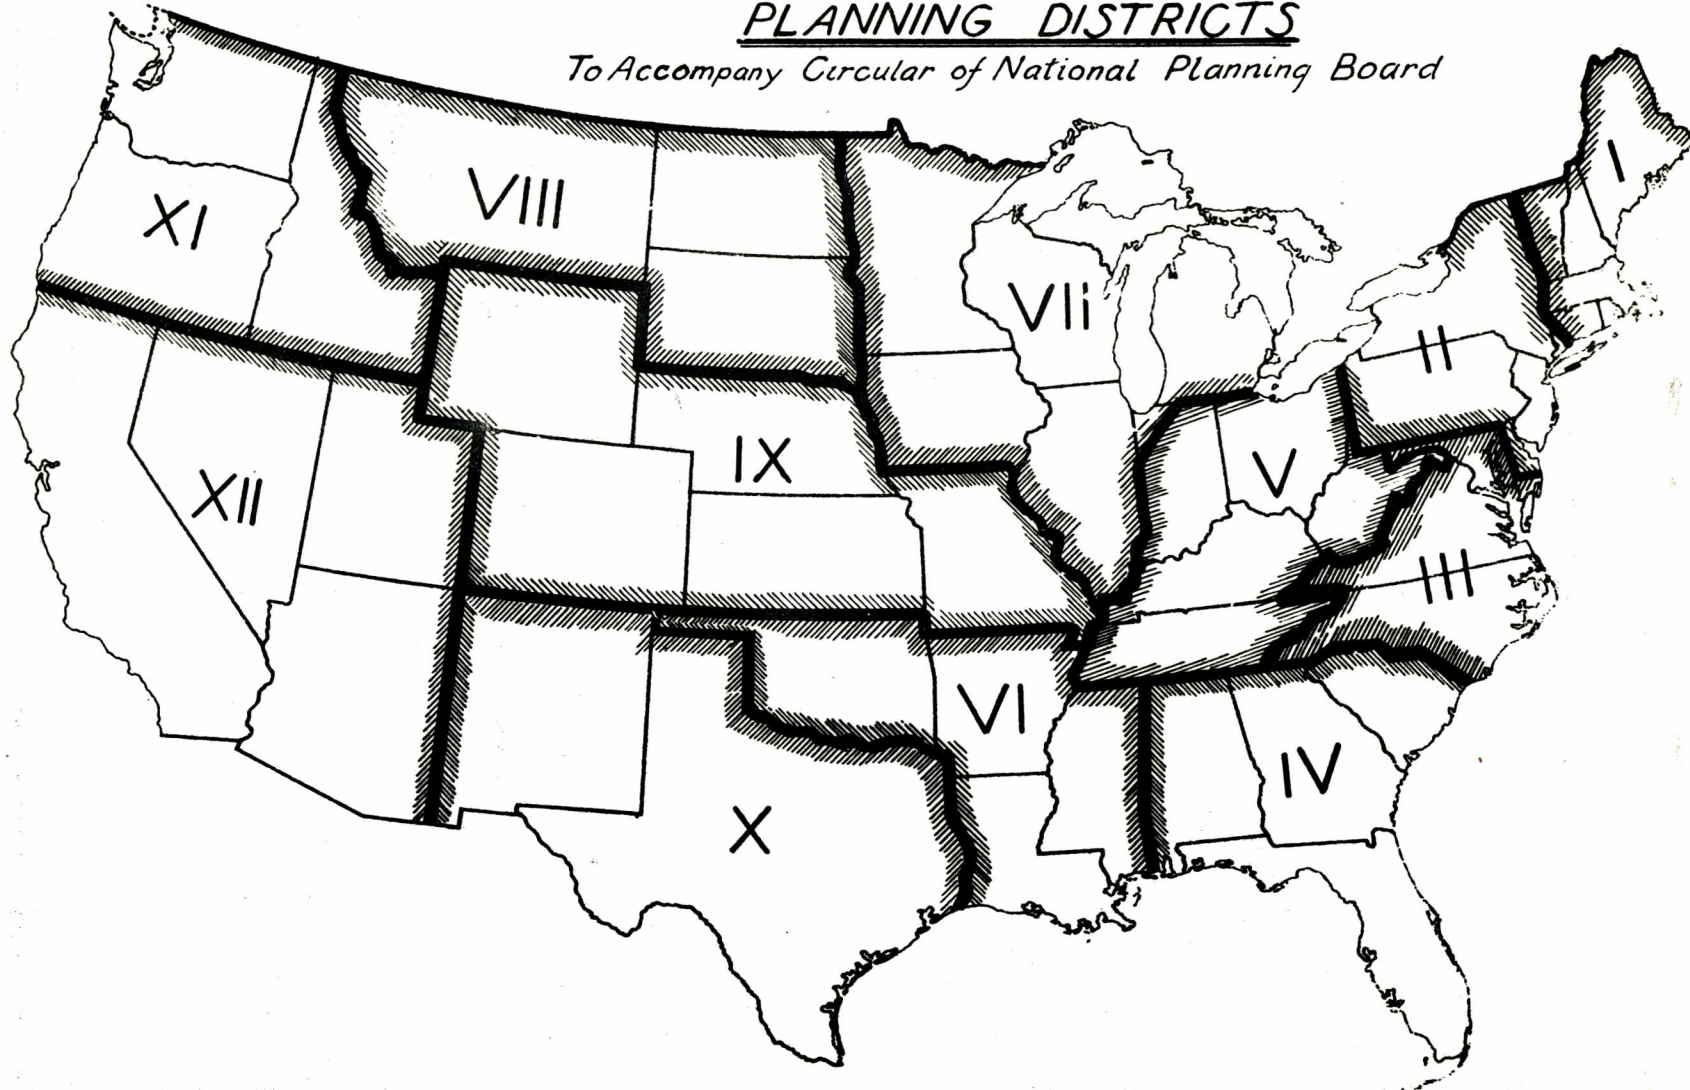 PLANNING DISTRICTS
To Accompany Circular of National Planning Board
I
VIII
XI
VIi
II
IX
V
XII
III
VI
IV
X